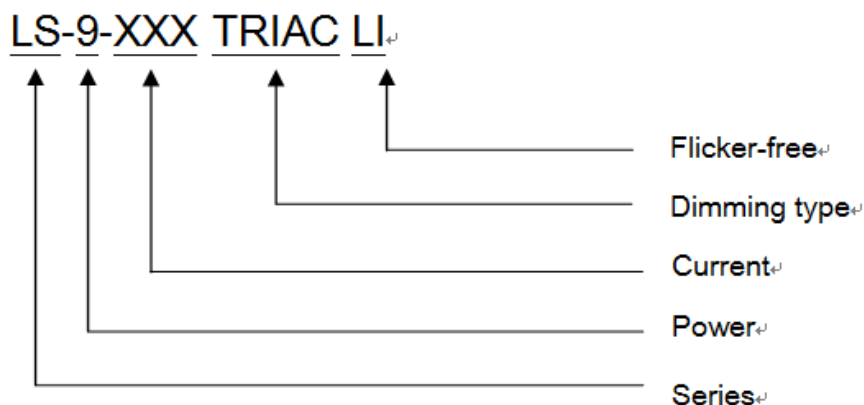 LS-9-XXX TRIAC LI↵
Flicker-free↵
Dimming type↵
Current↵
Power↵
Series↵